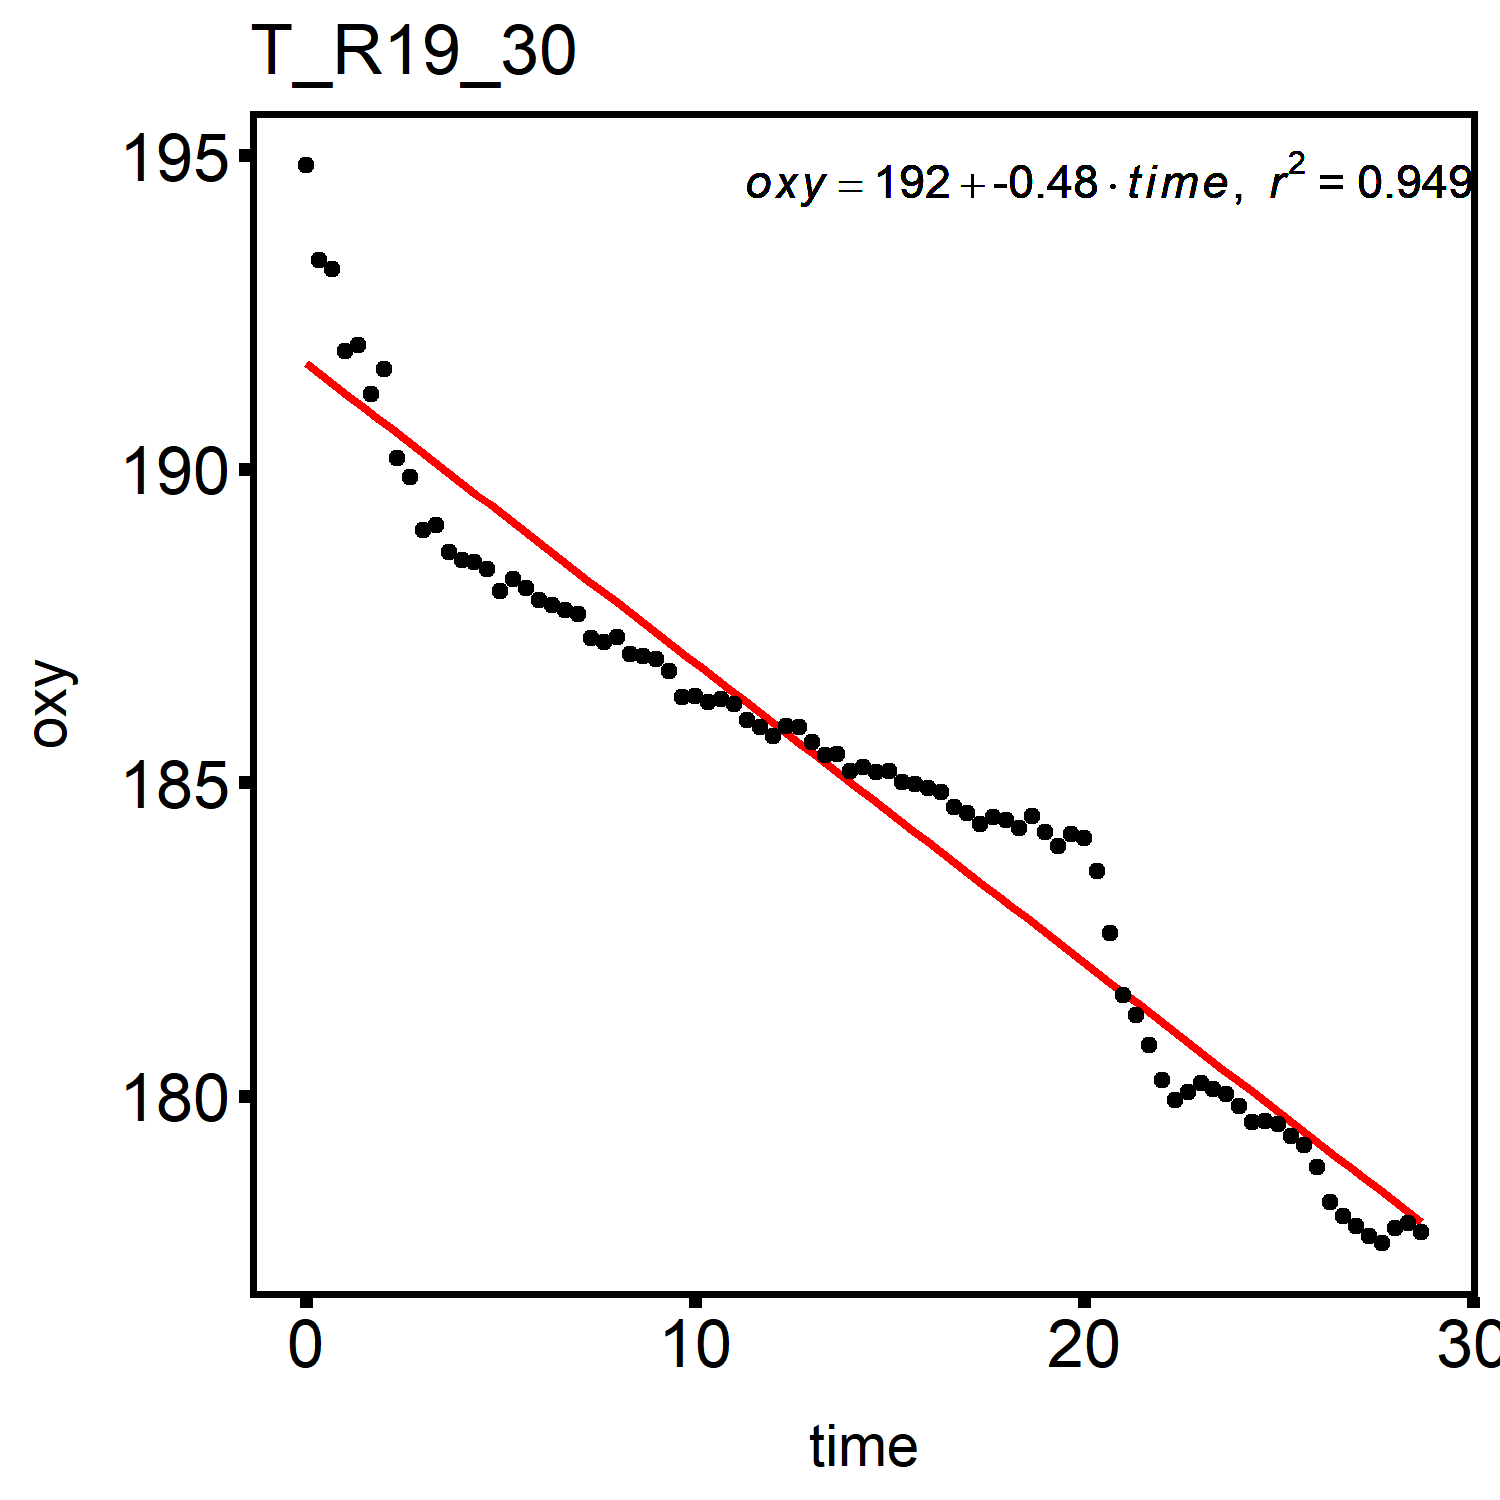 T_R19_30
oxy = 192 + -0.48 · time, r² = 0.949
195
190
185
180
oxy
0 10 20 30
time